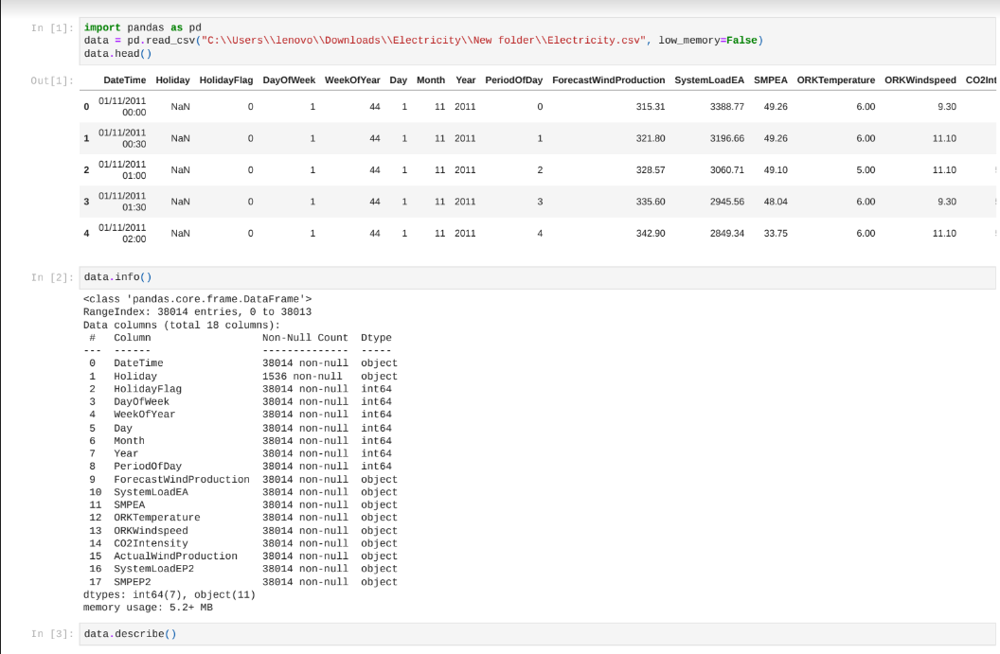 In [1]: import pandas as pd
data = pd.read_csv("C:\\Users\\lenovo\\Downloads\\Electricity\\New folder\\Electricity.csv", low_memory=False)
data.head()
Out[1]: DateTime Holiday HolidayFlag DayOfWeek WeekOfYear Day Month Year PeriodOfDay ForecastWindProduction SystemLoadEA SMPEA ORKTemperature ORKWindspeed CO2Int
0 01/11/2011 00:00 NaN 0 1 44 1 11 2011 0 315.31 3388.77 49.26 6.00 9.30
1 01/11/2011 00:30 NaN 0 1 44 1 11 2011 1 321.80 3196.66 49.26 6.00 11.10
2 01/11/2011 01:00 NaN 0 1 44 1 11 2011 2 328.57 3060.71 49.10 5.00 11.10
3 01/11/2011 01:30 NaN 0 1 44 1 11 2011 3 335.60 2945.56 48.04 6.00 9.30
4 01/11/2011 02:00 NaN 0 1 44 1 11 2011 4 342.90 2849.34 33.75 6.00 11.10
In [2]: data.info()
<class 'pandas.core.frame.DataFrame'>
RangeIndex: 38014 entries, 0 to 38013
Data columns (total 18 columns):
# Column Non-Null Count Dtype
--- ------ -------------- -----
0 DateTime 38014 non-null object
1 Holiday 1536 non-null object
2 HolidayFlag 38014 non-null int64
3 DayOfWeek 38014 non-null int64
4 WeekOfYear 38014 non-null int64
5 Day 38014 non-null int64
6 Month 38014 non-null int64
7 Year 38014 non-null int64
8 PeriodOfDay 38014 non-null int64
9 ForecastWindProduction 38014 non-null object
10 SystemLoadEA 38014 non-null object
11 SMPEA 38014 non-null object
12 ORKTemperature 38014 non-null object
13 ORKWindspeed 38014 non-null object
14 CO2Intensity 38014 non-null object
15 ActualWindProduction 38014 non-null object
16 SystemLoadEP2 38014 non-null object
17 SMPEP2 38014 non-null object
dtypes: int64(7), object(11)
memory usage: 5.2+ MB
In [3]: data.describe()